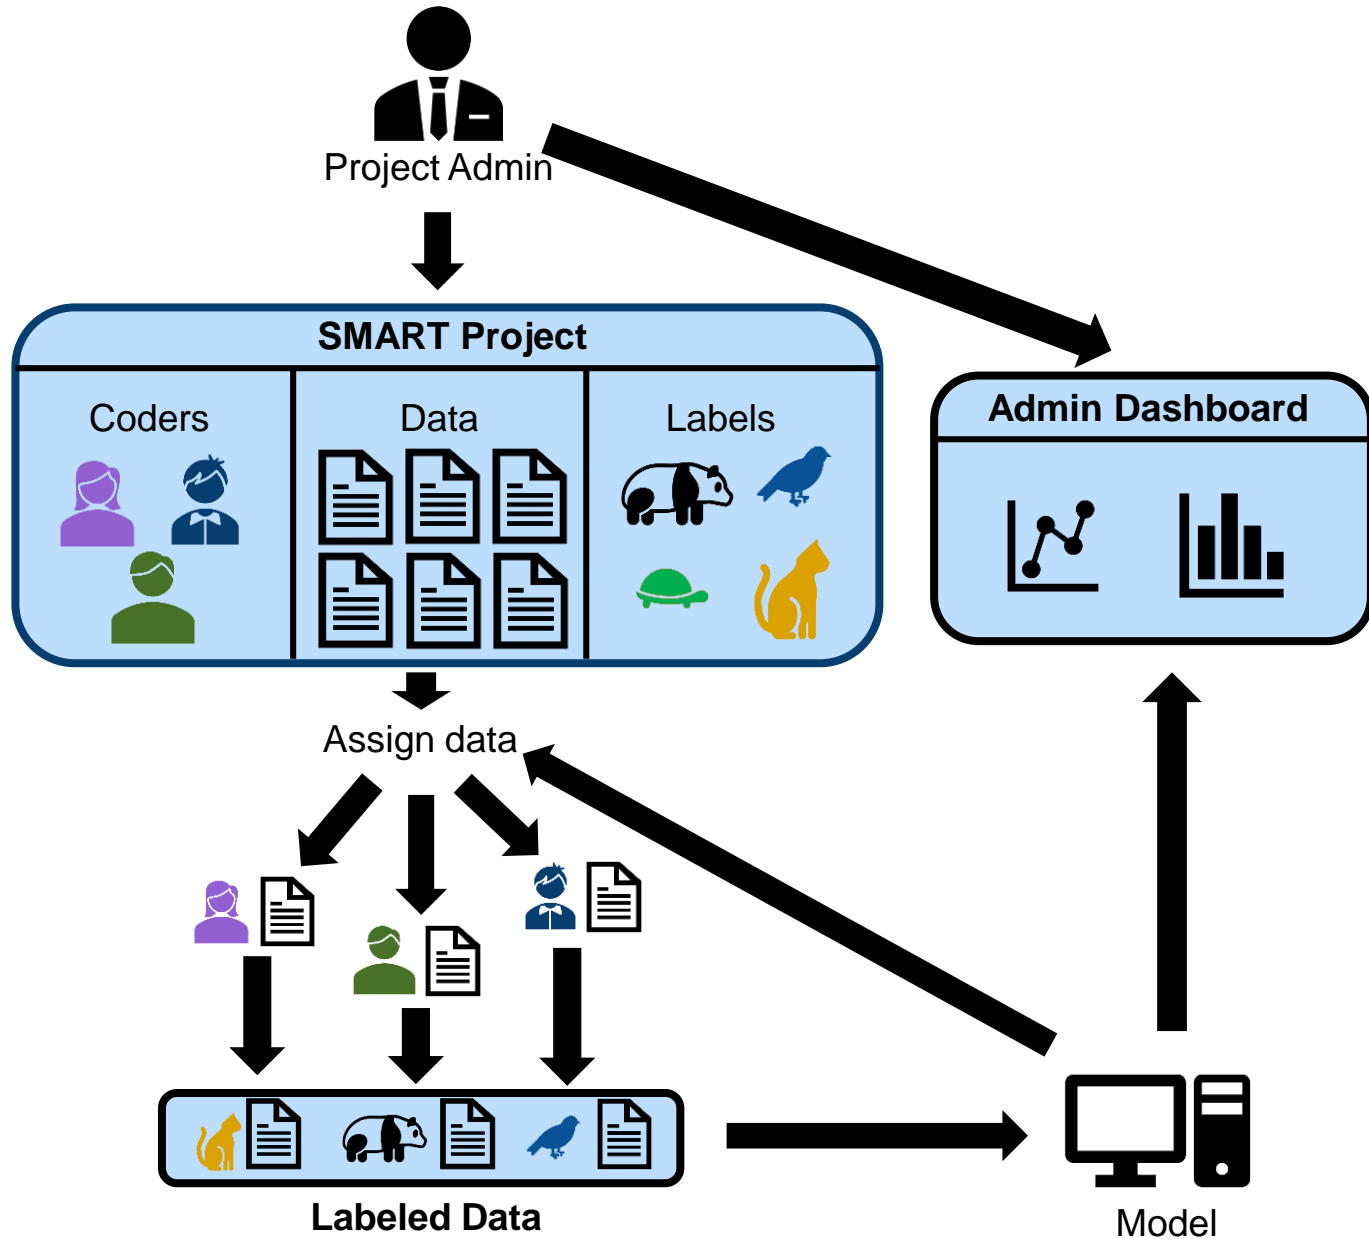 Project Admin
SMART Project
Coders
Data
Labels
Admin Dashboard
Assign data
Labeled Data
Model